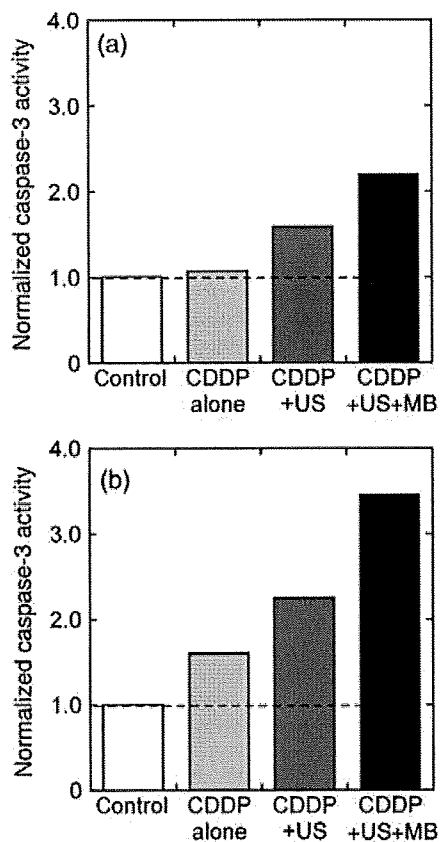 (a)
Normalized caspase-3 activity
4.0
3.0
2.0
1.0
0
Control
CDDP
alone
CDDP
+US
CDDP
+US+MB
(b)
Normalized caspase-3 activity
4.0
3.0
2.0
1.0
0
Control
CDDP
alone
CDDP
+US
CDDP
+US+MB